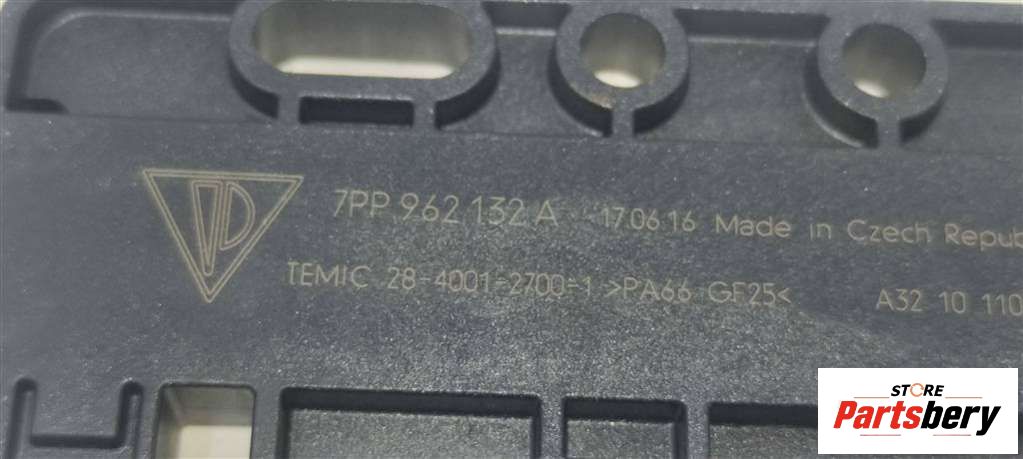 7PP 962 132 A 17.06.16 Made in Czech Repub
TEMIC 28-4001-2700-1 >PA66 GF25< A32 10 110
STORE
Partsbery